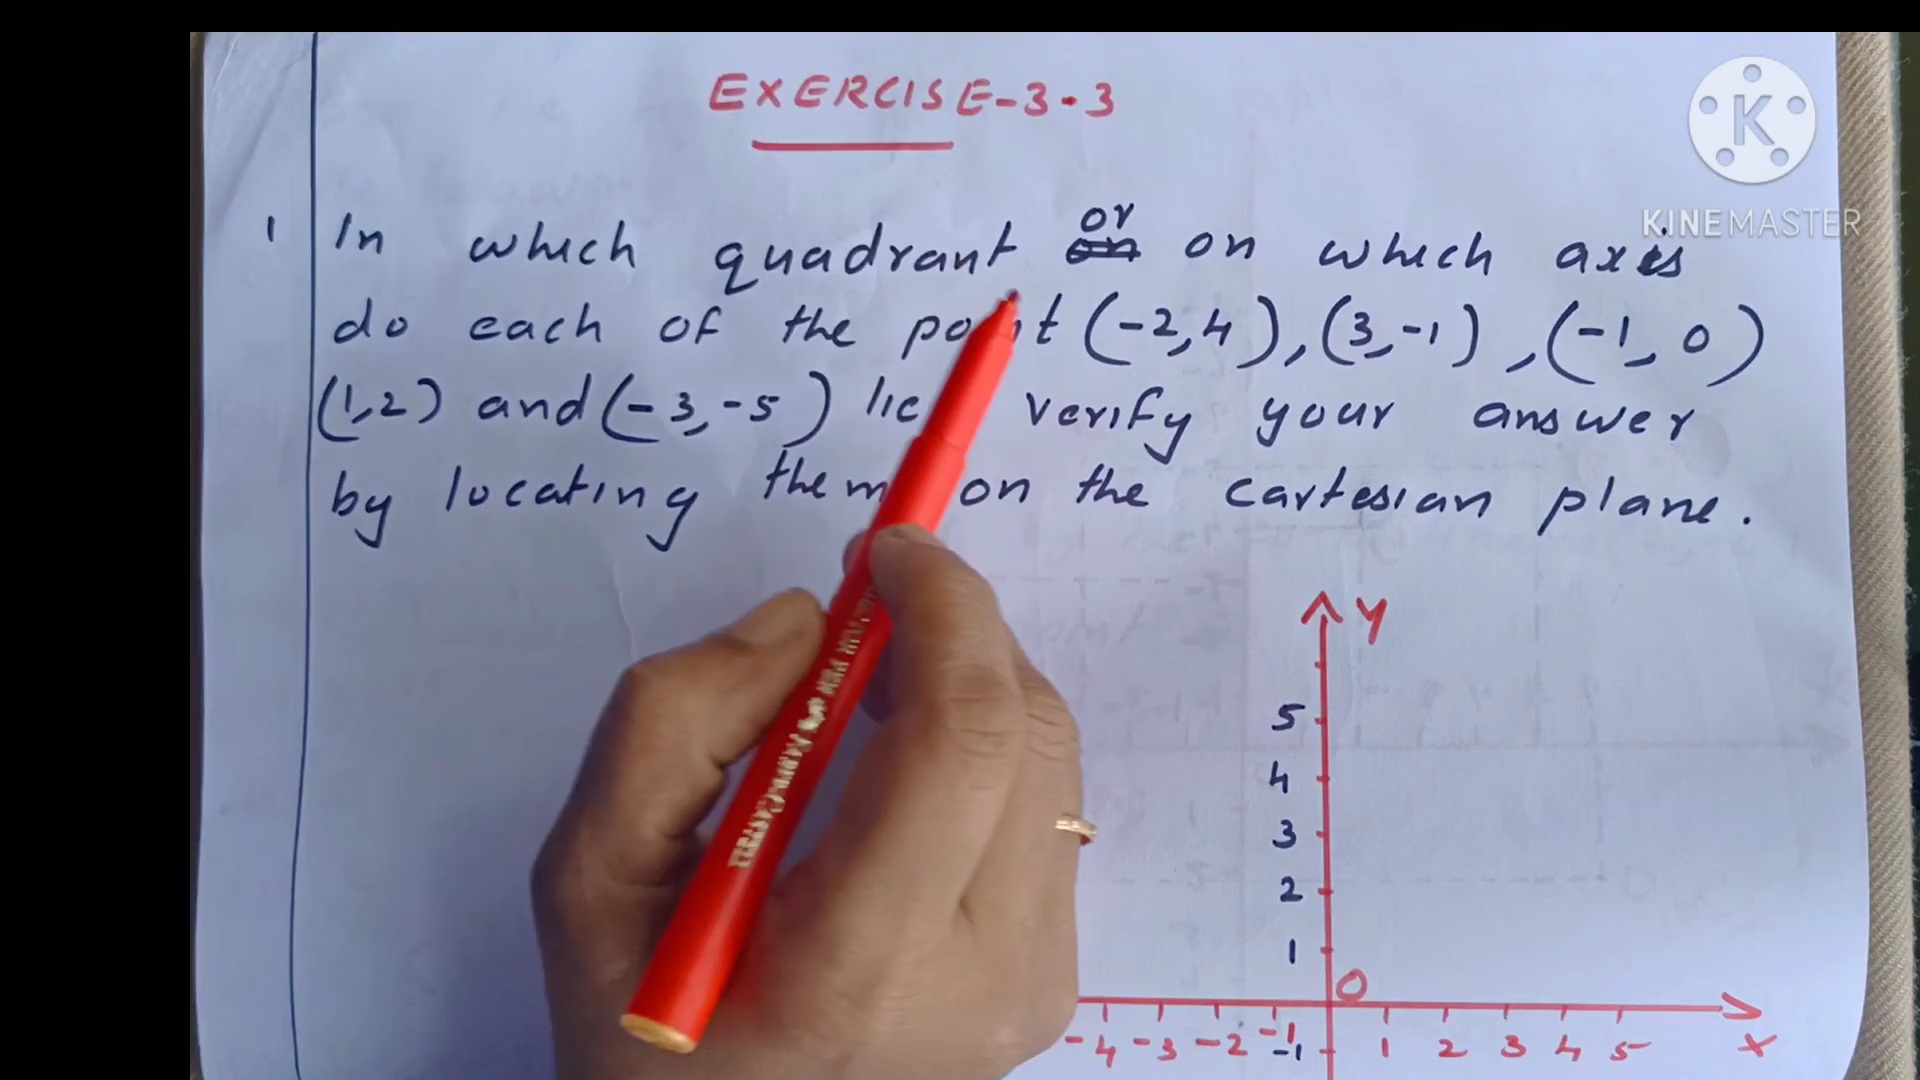 EXERCISE-3.3
K
KINEMASTER
1 In which quadrant or on which axis
do each of the point (-2,4), (3,-1), (-1, 0)
(1,2) and (-3,-5) lie verify your answer
by locating them on the cartesian plane.
Y
5
4
3
2
1
O
-4 -3 -2 -1 1 2 3 4 5 X
-1